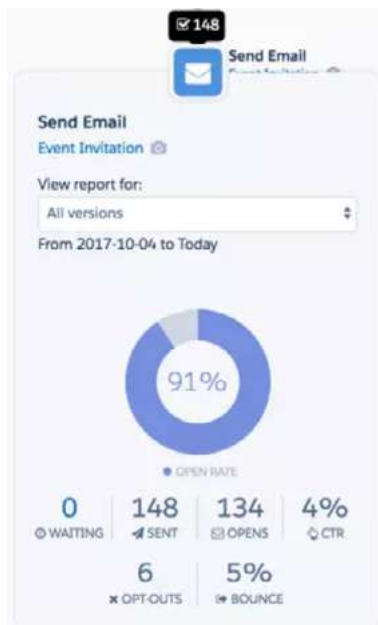 148
Send Email
Send Email
Event Invitation
View report for:
All versions
From 2017-10-04 to Today
91%
OPEN RATE
0 148 134 4%
WAITING SENT OPENS CTR
6 5%
OPT-OUTS BOUNCE